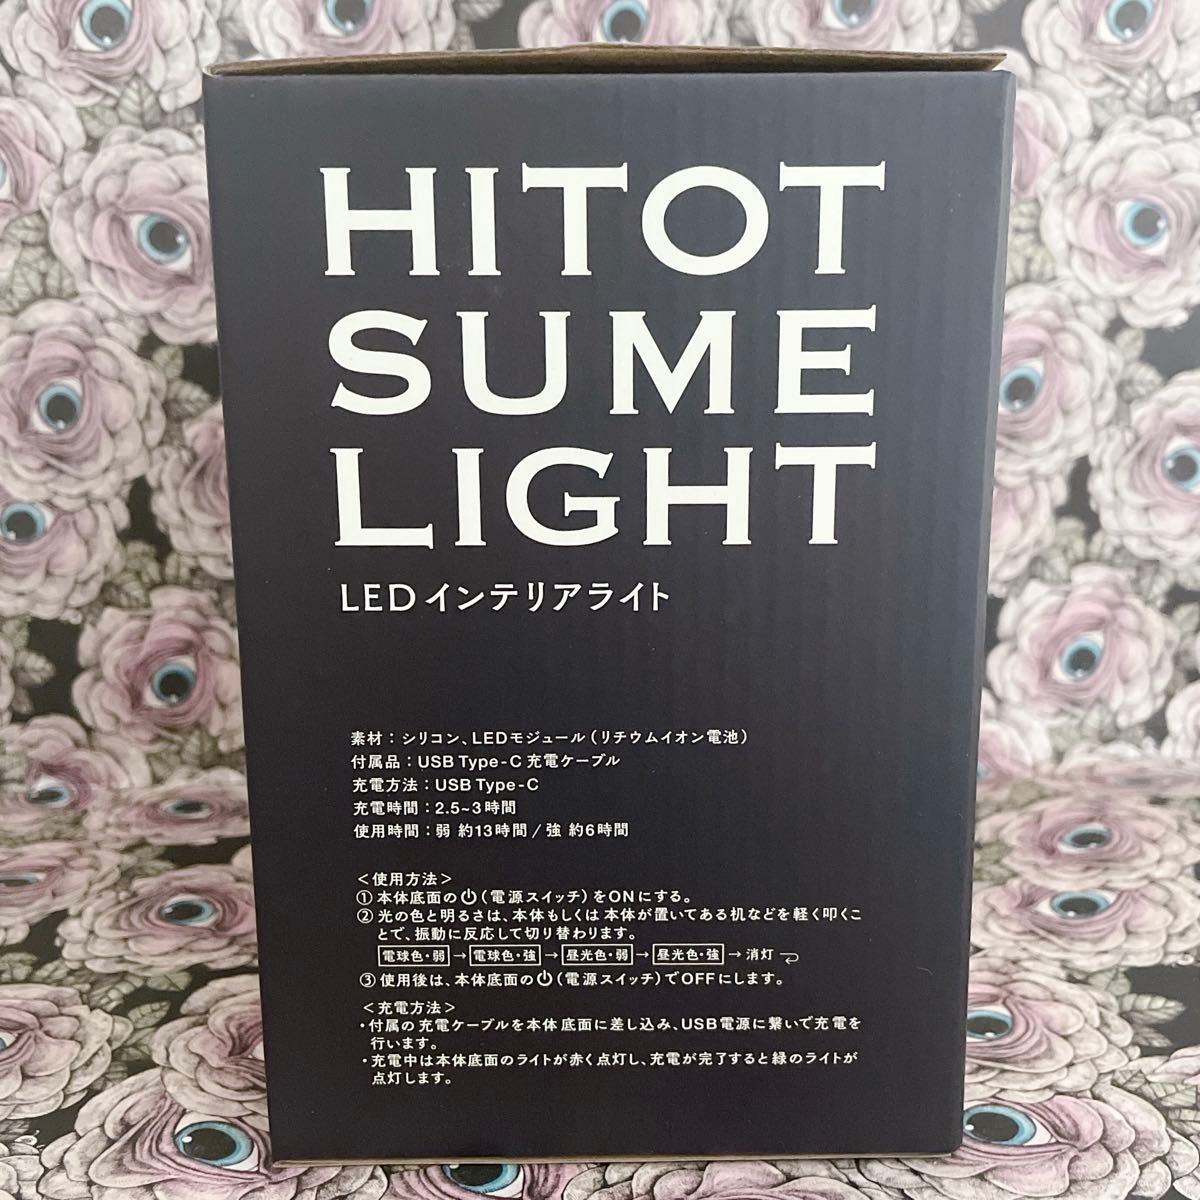 HITOT
SUME
LIGHT
LEDインテリアライト
素材：シリコン、LEDモジュール（リチウムイオン電池）
付属品：USB Type-C 充電ケーブル
充電方法：USB Type-C
充電時間：2.5~3時間
使用時間：弱 約13時間 / 強 約6時間
＜使用方法＞
① 本体底面の⏻（電源スイッチ）をONにする。
② 光の色と明るさは、本体もしくは本体が置いてある机などを軽く叩くこ
とで、振動に反応して切り替わります。
電球色・弱 → 電球色・強 → 昼光色・弱 → 昼光色・強 → 消灯
③ 使用後は、本体底面の⏻（電源スイッチ）でOFFにします。
＜充電方法＞
・付属の充電ケーブルを本体底面に差し込み、USB電源に繋いで充電を
行います。
・充電中は本体底面のライトが赤く点灯し、充電が完了すると緑のライトが
点灯します。